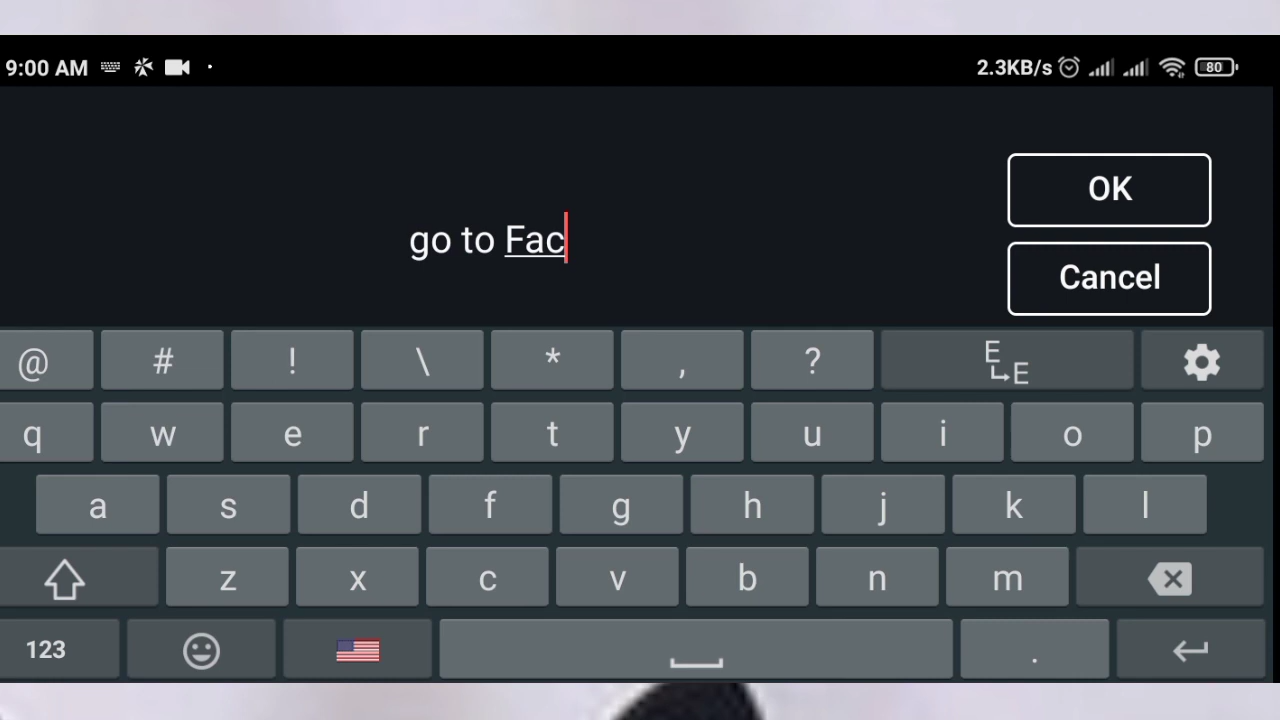 9:00 AM 2.3KB/s 80
OK
go to Fac
Cancel
@ # ! \ * , ? E E
q w e r t y u i o p
a s d f g h j k l
z x c v b n m
123 .